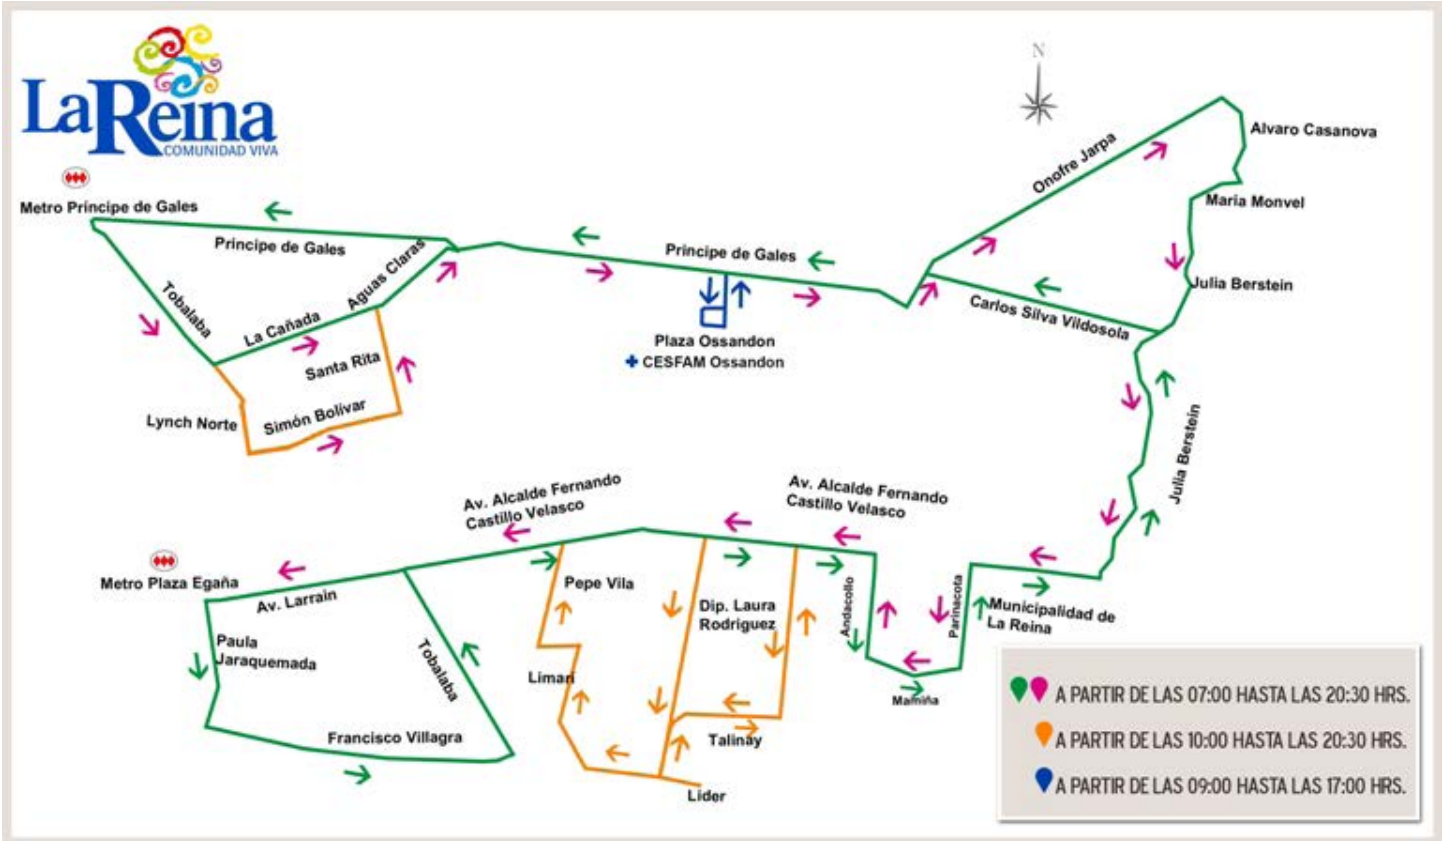 La Reina
COMUNIDAD VIVA
N
Metro Principe de Gales
Principe de Gales
Aguas Claras
Tobalaba
La Cañada
Santa Rita
Lynch Norte
Simón Bolivar
Principe de Gales
Plaza Ossandon
CESFAM Ossandon
Onofre Jarpa
Alvaro Casanova
Maria Monvel
Julia Berstein
Carlos Silva Vildosola
Julia Berstein
Av. Alcalde Fernando
Castillo Velasco
Av. Alcalde Fernando
Castillo Velasco
Metro Plaza Egaña
Av. Larrain
Paula
Jaraquemada
Tobalaba
Francisco Villagra
Pepe Vila
Limarí
Dip. Laura
Rodriguez
Talinay
Lider
Andacollo
Mamiña
Parinacota
Municipalidad de
La Reina
A PARTIR DE LAS 07:00 HASTA LAS 20:30 HRS.
A PARTIR DE LAS 10:00 HASTA LAS 20:30 HRS.
A PARTIR DE LAS 09:00 HASTA LAS 17:00 HRS.